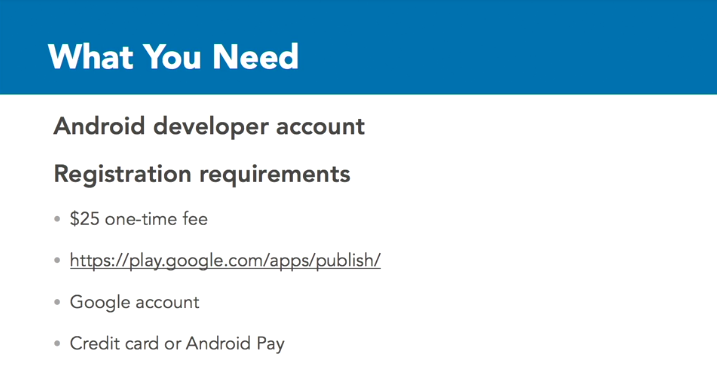 What You Need
Android developer account
Registration requirements
• $25 one-time fee
• https://play.google.com/apps/publish/
• Google account
• Credit card or Android Pay